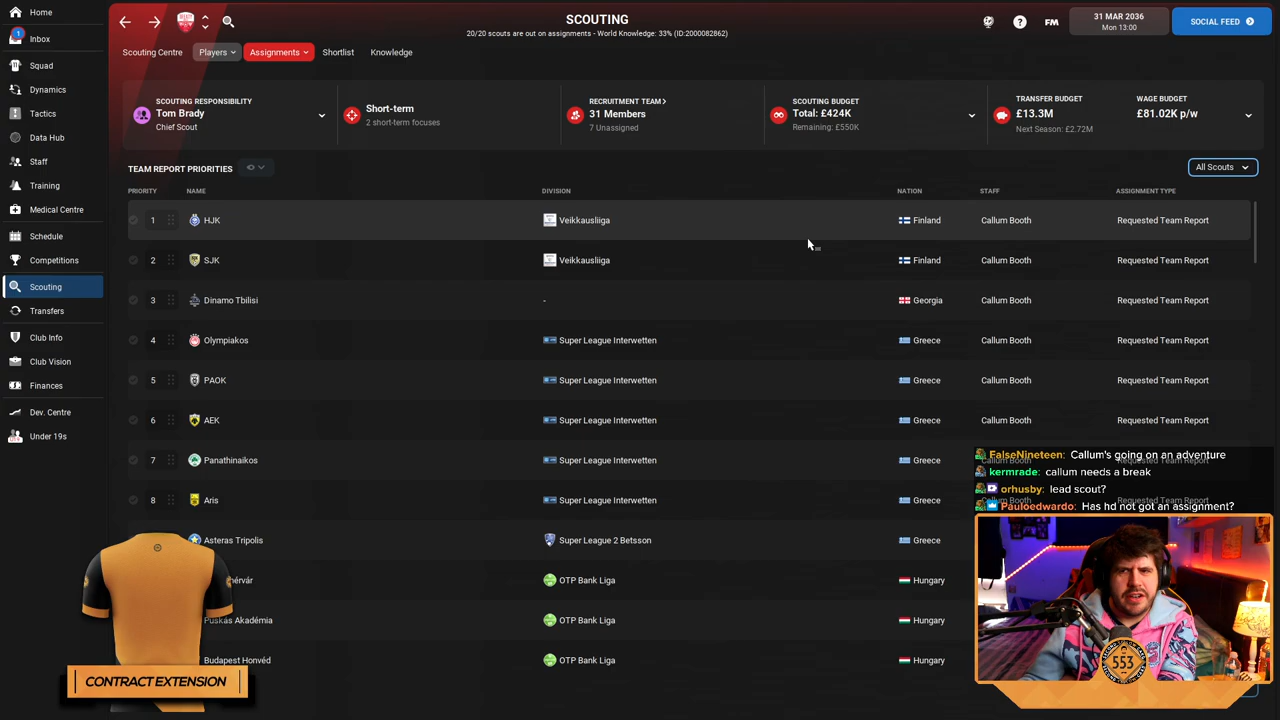 Home
Inbox
1
Squad
Dynamics
Tactics
Data Hub
Staff
Training
Medical Centre
Schedule
Competitions
Scouting
Transfers
Club Info
Club Vision
Finances
Dev. Centre
Under 19s
SCOUTING
20/20 scouts are out on assignments - World Knowledge: 33% (ID:2000082862)
FM
31 MAR 2036
Mon 13:00
SOCIAL FEED
Scouting Centre
Players
Assignments
Shortlist
Knowledge
SCOUTING RESPONSIBILITY
Tom Brady
Chief Scout
Short-term
2 short-term focuses
RECRUITMENT TEAM
31 Members
7 Unassigned
SCOUTING BUDGET
Total: £424K
Remaining: £550K
TRANSFER BUDGET
£13.3M
Next Season: £2.72M
WAGE BUDGET
£81.02K p/w
TEAM REPORT PRIORITIES
All Scouts
PRIORITY NAME DIVISION NATION STAFF ASSIGNMENT TYPE
1 HJK Veikkausliiga Finland Callum Booth Requested Team Report
2 SJK Veikkausliiga Finland Callum Booth Requested Team Report
3 Dinamo Tbilisi - Georgia Callum Booth Requested Team Report
4 Olympiakos Super League Interwetten Greece Callum Booth Requested Team Report
5 PAOK Super League Interwetten Greece Callum Booth Requested Team Report
6 AEK Super League Interwetten Greece Callum Booth Requested Team Report
7 Panathinaikos Super League Interwetten Greece Callum Booth Requested Team Report
8 Aris Super League Interwetten Greece Callum Booth Requested Team Report
Asteras Tripolis Super League 2 Betsson Greece
OTP Bank Liga Hungary
Puskás Akadémia OTP Bank Liga Hungary
Budapest Honvéd OTP Bank Liga Hungary
FalseNineteen: Callum's going on an adventure
kermrade: callum needs a break
orhusby: lead scout?
Pauloedwardo: Has hd not got an assignment?
CONTRACT EXTENSION
553